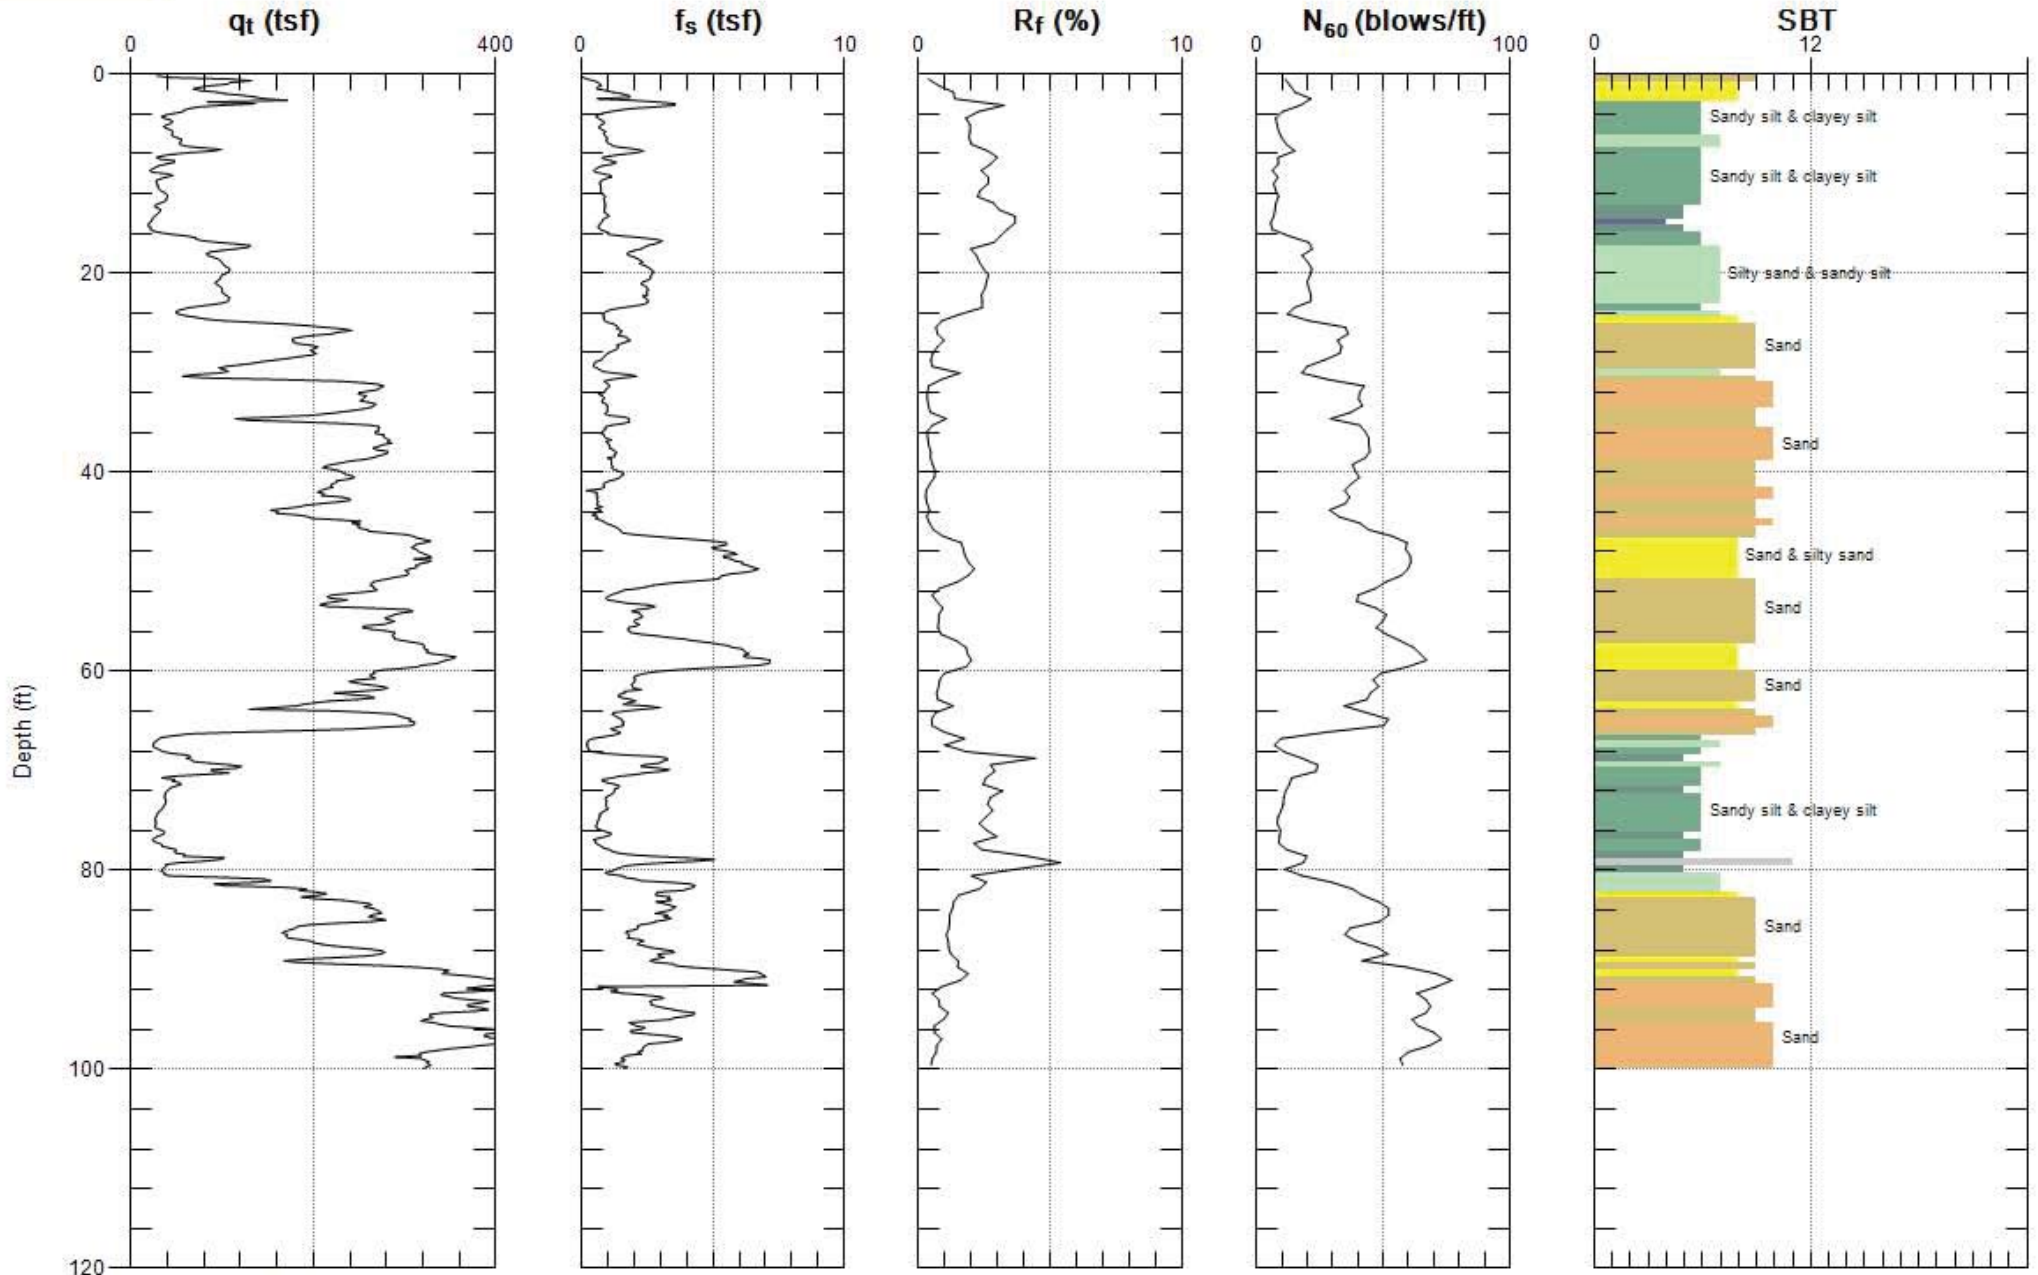 qt (tsf) fs (tsf) Rf (%) N60 (blows/ft) SBT
0 400 0 10 0 10 0 100 0 12
0
Sandy silt & clayey silt
Sandy silt & clayey silt
20 Silty sand & sandy silt
Sand
Sand
40
Sand & silty sand
Sand
60
Sand
Depth (ft)
Sandy silt & clayey silt
80
Sand
Sand
100
120